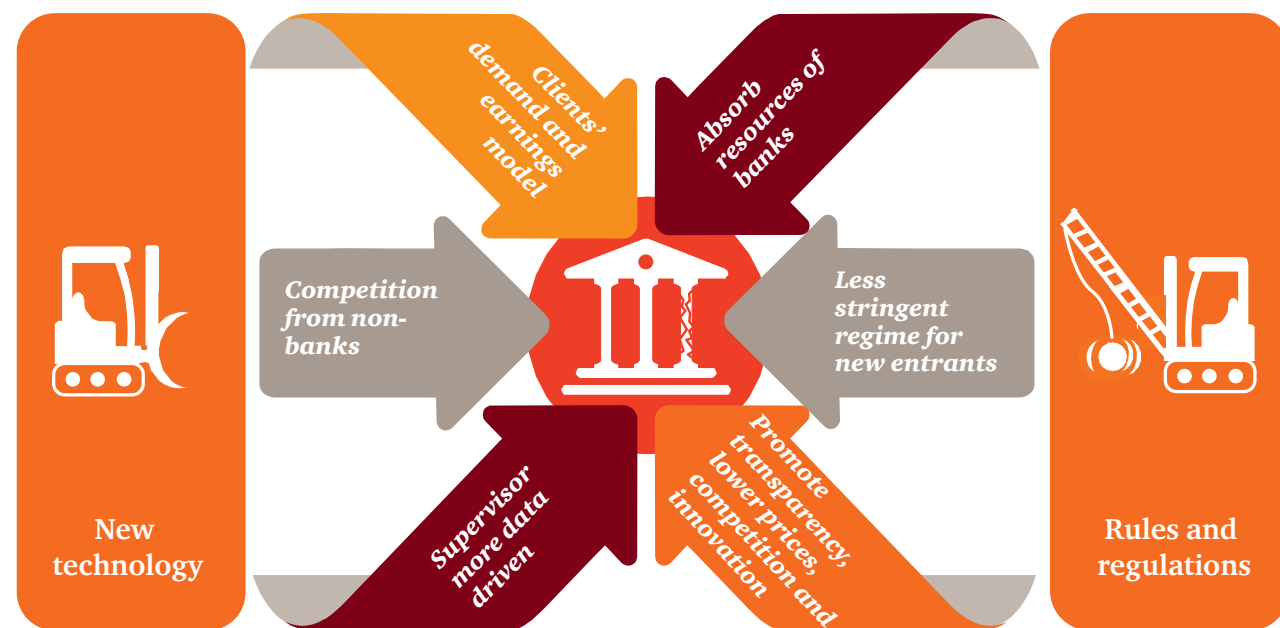 Clients’
demand and
earnings
model
Absorb
resources of
banks
Competition
from non-
banks
Less
stringent
regime for
new entrants
Supervisor
more data
driven
Promote
transparency,
lower prices,
competition and
innovation
New
technology
Rules and
regulations